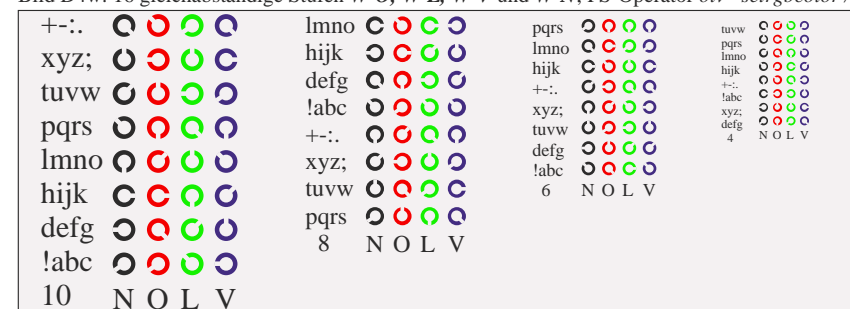 +-:.
xyz;
tuvw
pqrs
lmno
hijk
defg
!abc
10 N O L V
lmno
hijk
defg
!abc
+-:.
xyz;
tuvw
pqrs
8 N O L V
pqrs
lmno
hijk
+-:.
xyz;
tuvw
defg
!abc
6 N O L V
tuvw
pqrs
lmno
hijk
+-:.
!abc
xyz;
defg
4 N O L V